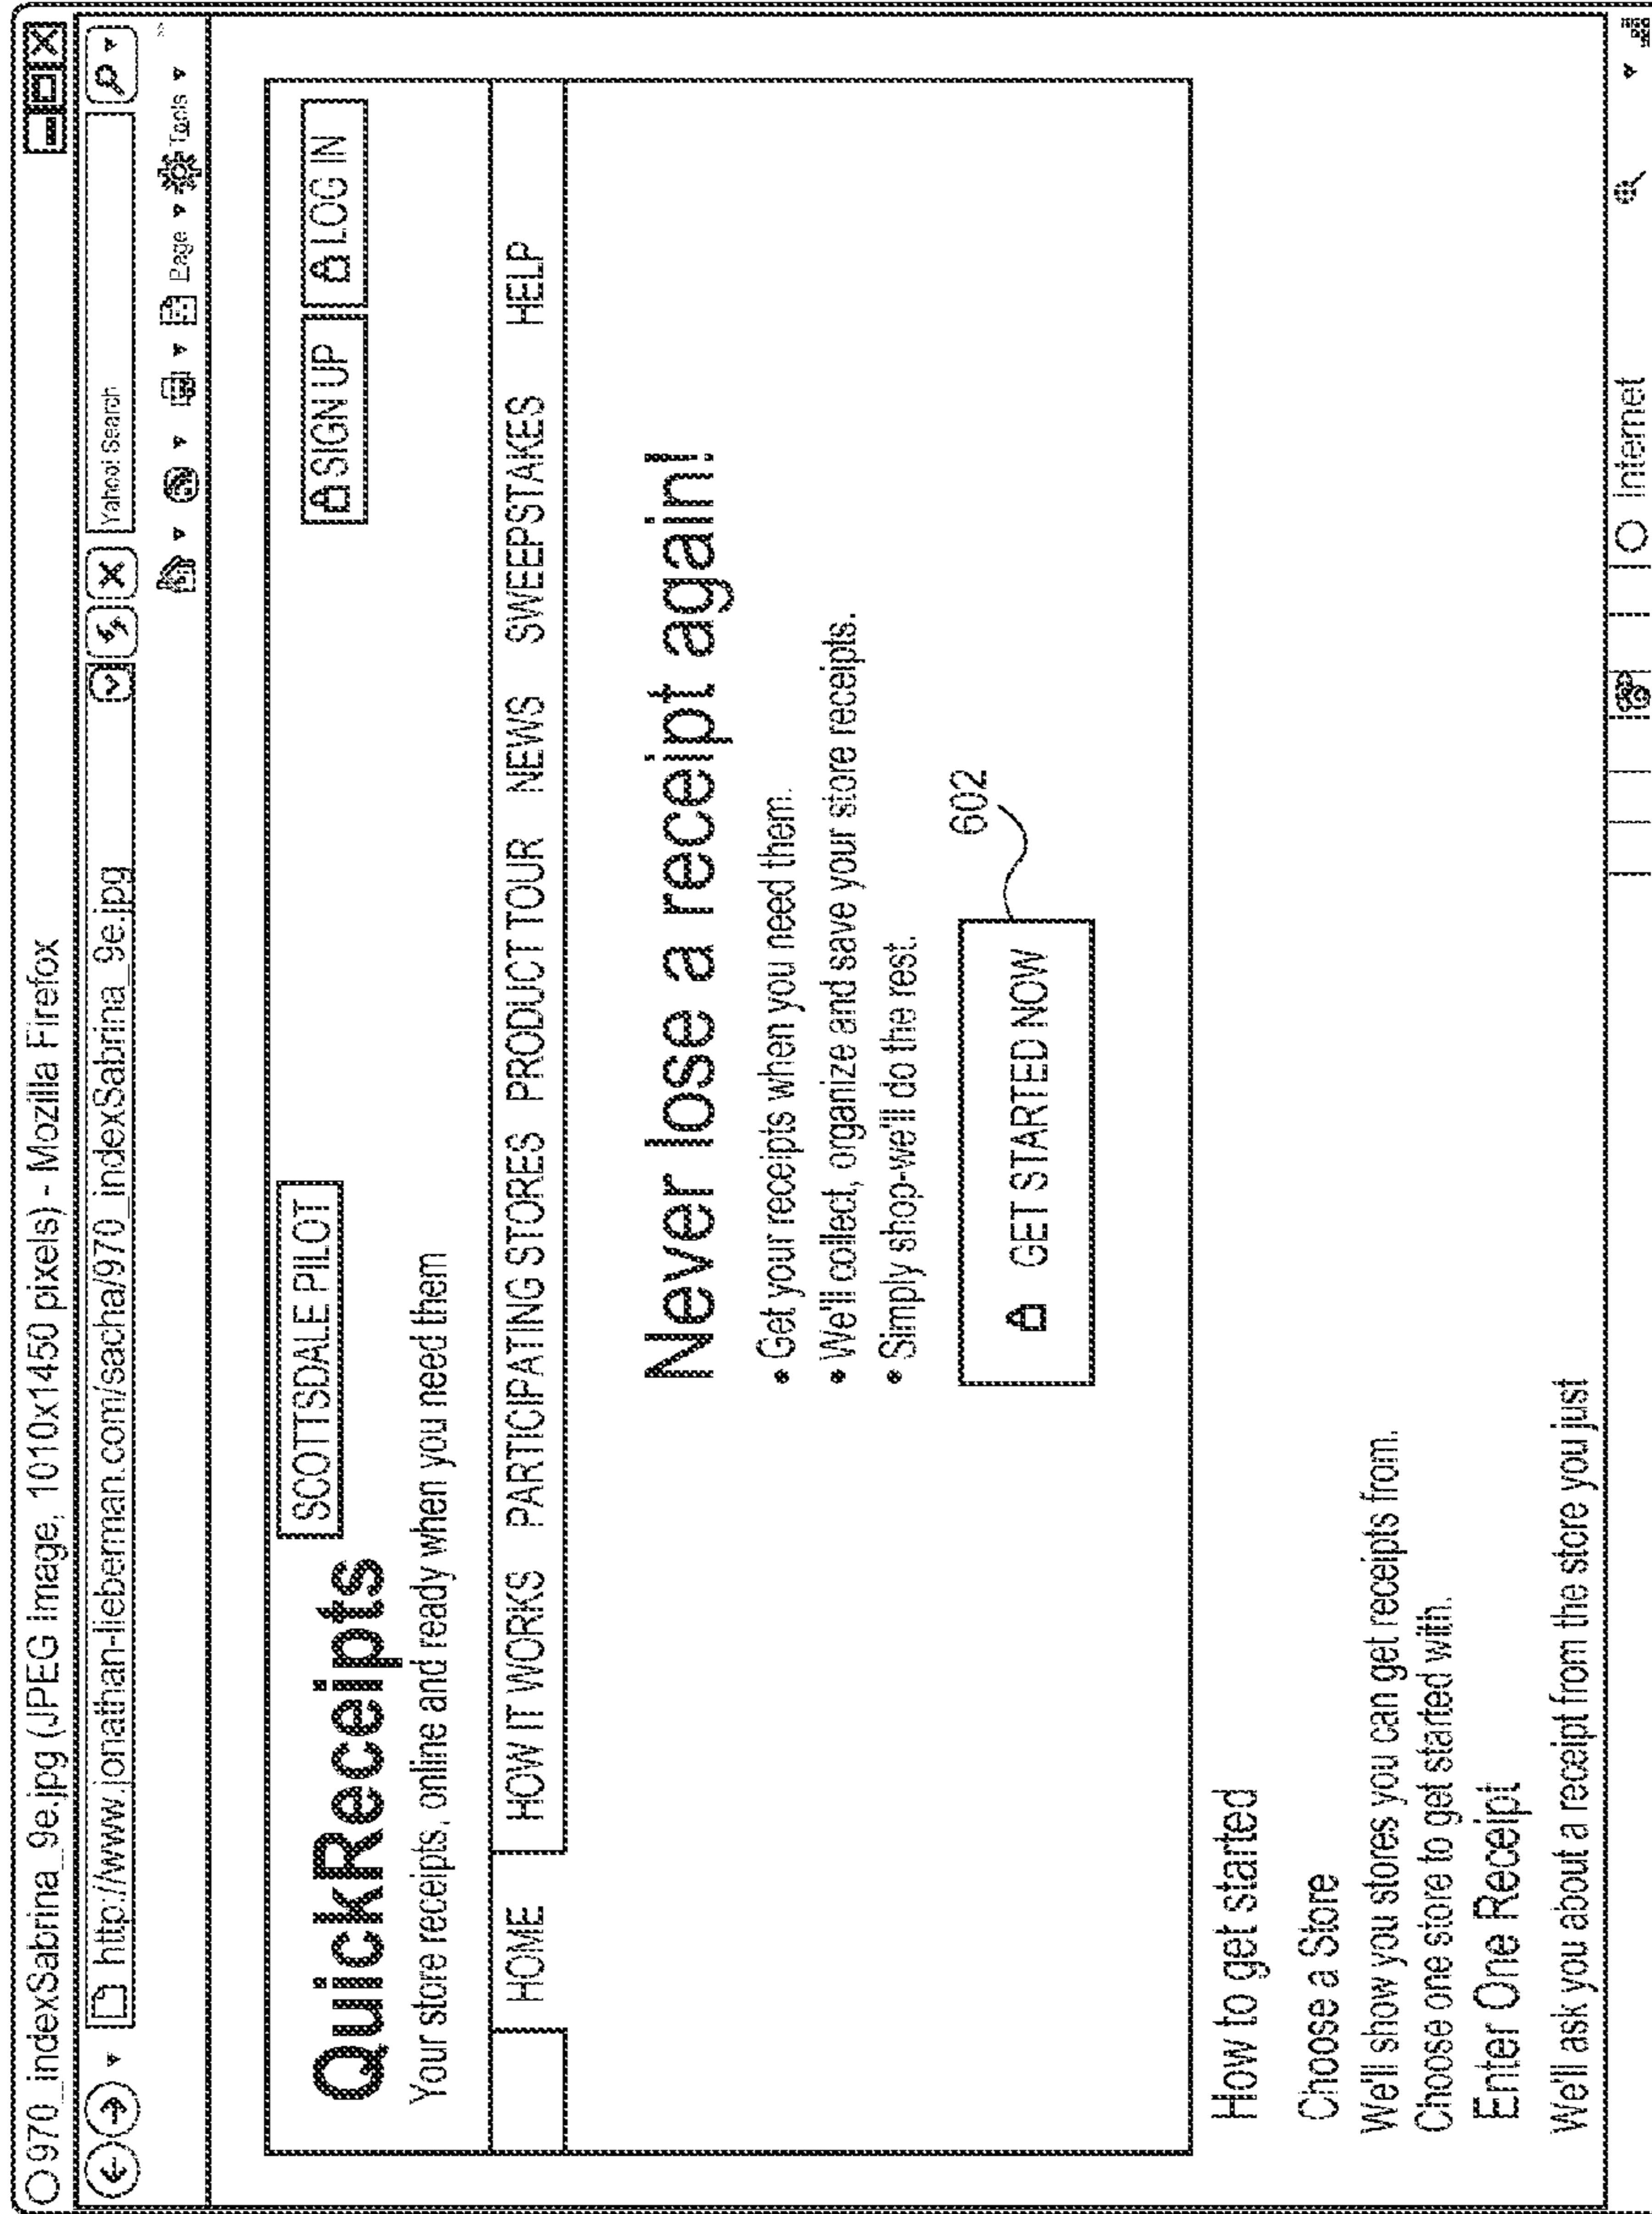 970_indexSabrina_9e.jpg (JPEG Image, 1010x1450 pixels) - Mozilla Firefox
http://www.jonathan-lieberman.com/sacha/970_indexSabrina_9e.jpg
Yahoo! Search
Page Tools
QuickReceipts SCOTTSDALE PILOT
SIGN UP LOG IN
Your store receipts, online and ready when you need them
HOME HOW IT WORKS PARTICIPATING STORES PRODUCT TOUR NEWS SWEEPSTAKES HELP
Never lose a receipt again!
• Get your receipts when you need them.
• We'll collect, organize and save your store receipts.
• Simply shop-we'll do the rest.
602
GET STARTED NOW
How to get started
Choose a Store
We'll show you stores you can get receipts from.
Choose one store to get started with.
Enter One Receipt
We'll ask you about a receipt from the store you just
Internet